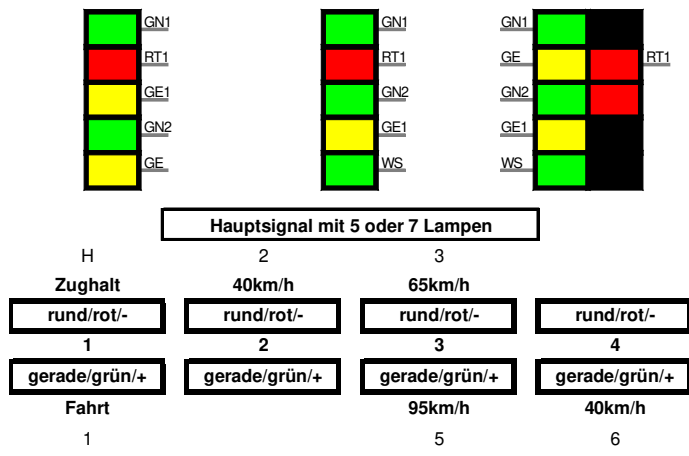 GN1 GN1 GN1
RT1 RT1 GE RT1
GE1 GN2 GN2
GN2 GE1 GE1
GE WS WS
Hauptsignal mit 5 oder 7 Lampen
H 2 3
Zughalt 40km/h 65km/h
rund/rot/- rund/rot/- rund/rot/- rund/rot/-
1 2 3 4
gerade/grün/+ gerade/grün/+ gerade/grün/+ gerade/grün/+
Fahrt 95km/h 40km/h
1 5 6